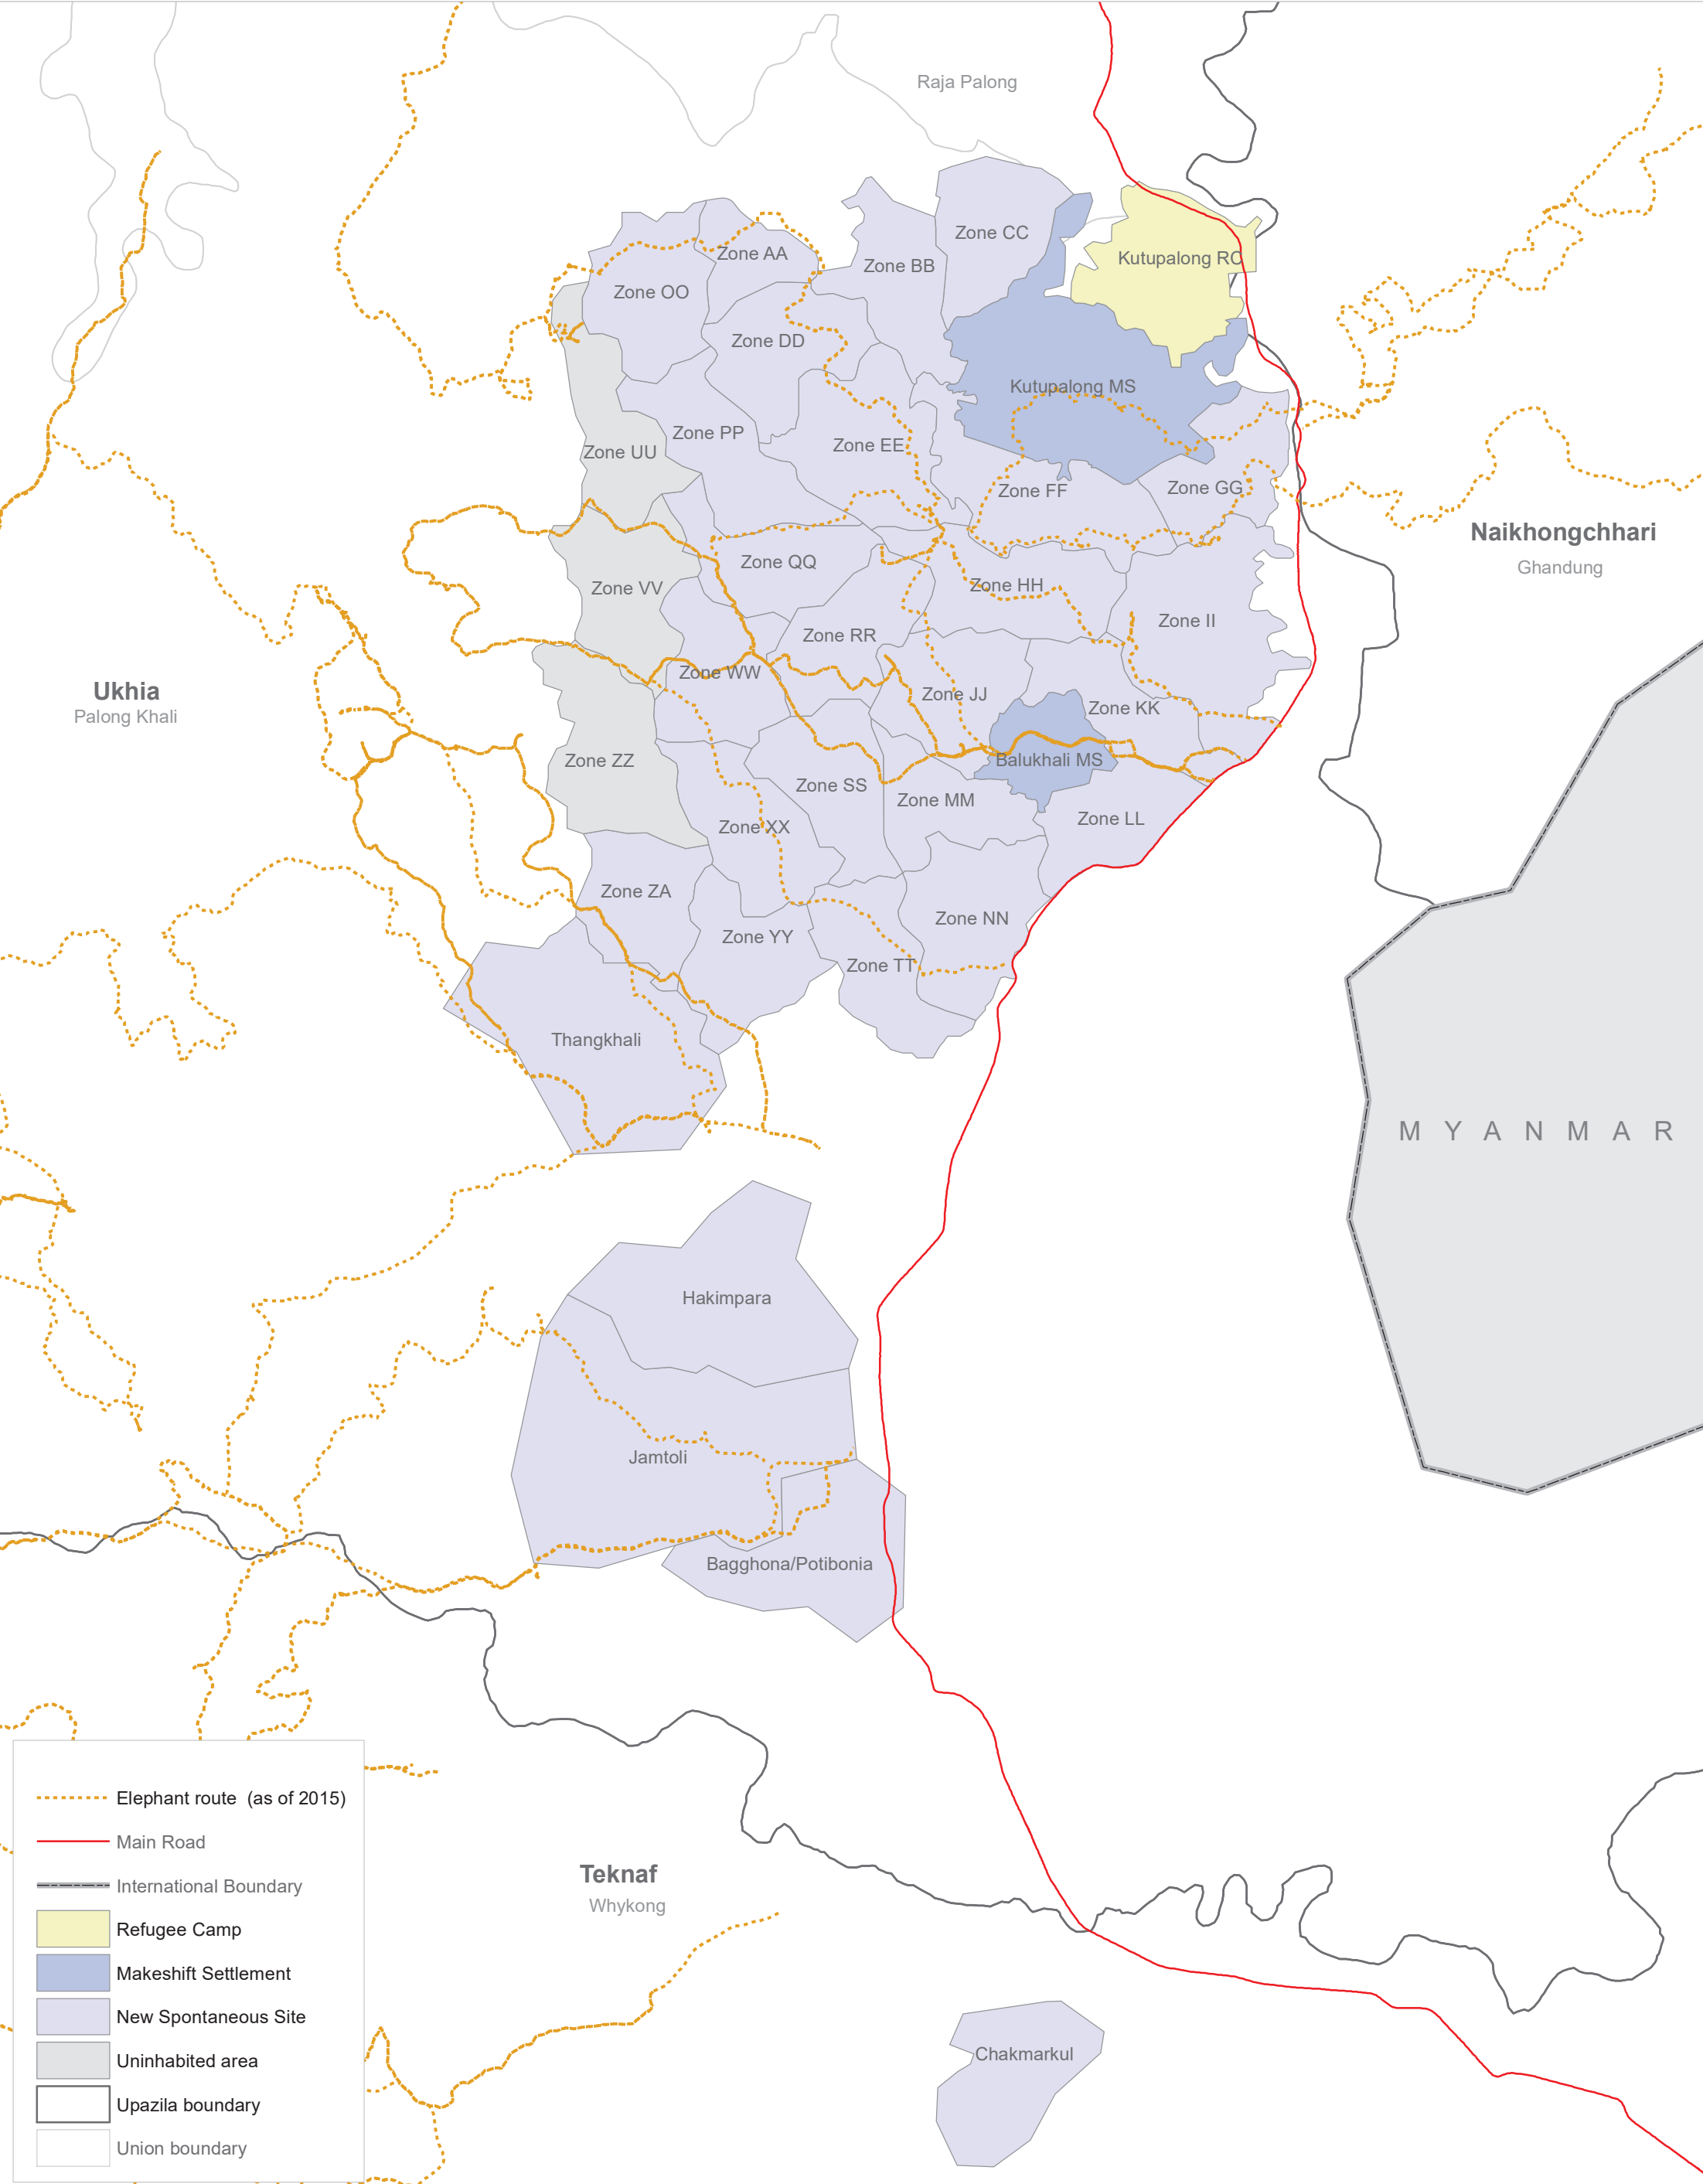 Raja Palong
Zone CC
Zone AA
Kutupalong RC
Zone BB
Zone OO
Zone DD
Kutupalong MS
Zone PP
Zone EE
Zone UU
Zone FF
Zone GG
Naikhongchhari
Ghandung
Zone QQ
Zone HH
Zone VV
Zone II
Zone RR
Zone WW
Ukhia
Palong Khali
Zone JJ
Zone KK
Zone ZZ
Balukhali MS
Zone SS
Zone MM
Zone LL
Zone XX
Zone ZA
Zone NN
Zone YY
Zone TT
Thangkhali
MYANMAR
Hakimpara
Jamtoli
Bagghona/Potibonia
Teknaf
Whykong
Chakmarkul
Elephant route (as of 2015)
Main Road
International Boundary
Refugee Camp
Makeshift Settlement
New Spontaneous Site
Uninhabited area
Upazila boundary
Union boundary